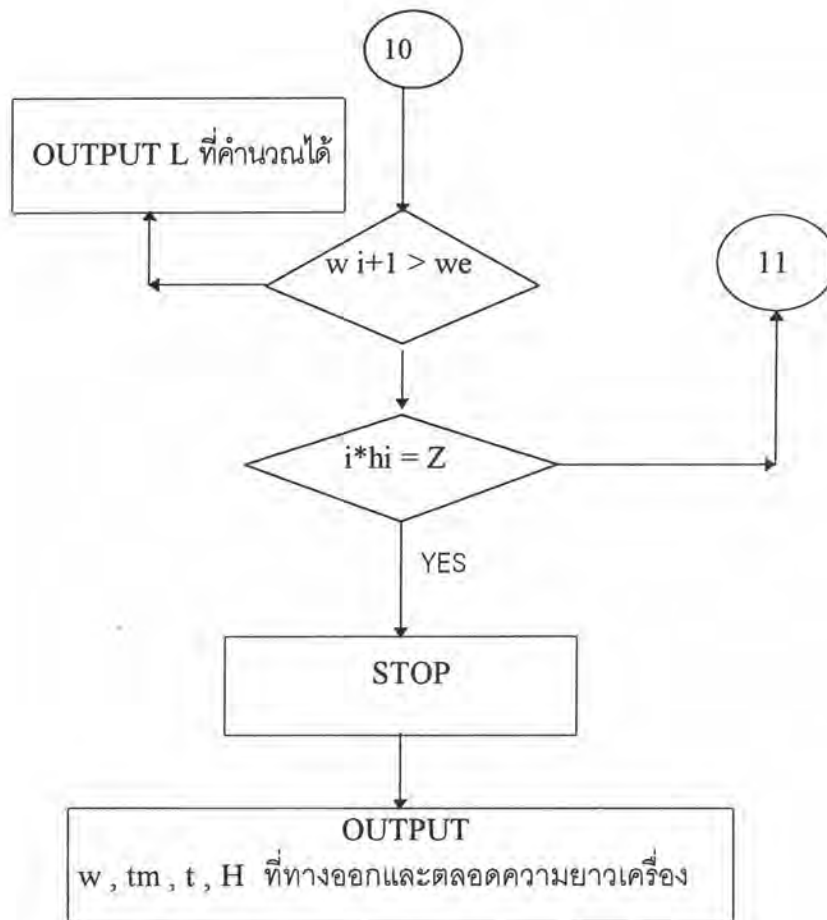 10
OUTPUT L ที่คำนวณได้
w i+1 > we
11
i*hi = Z
YES
STOP
OUTPUT
w , tm , t , H ที่ทางออกและตลอดความยาวเครื่อง